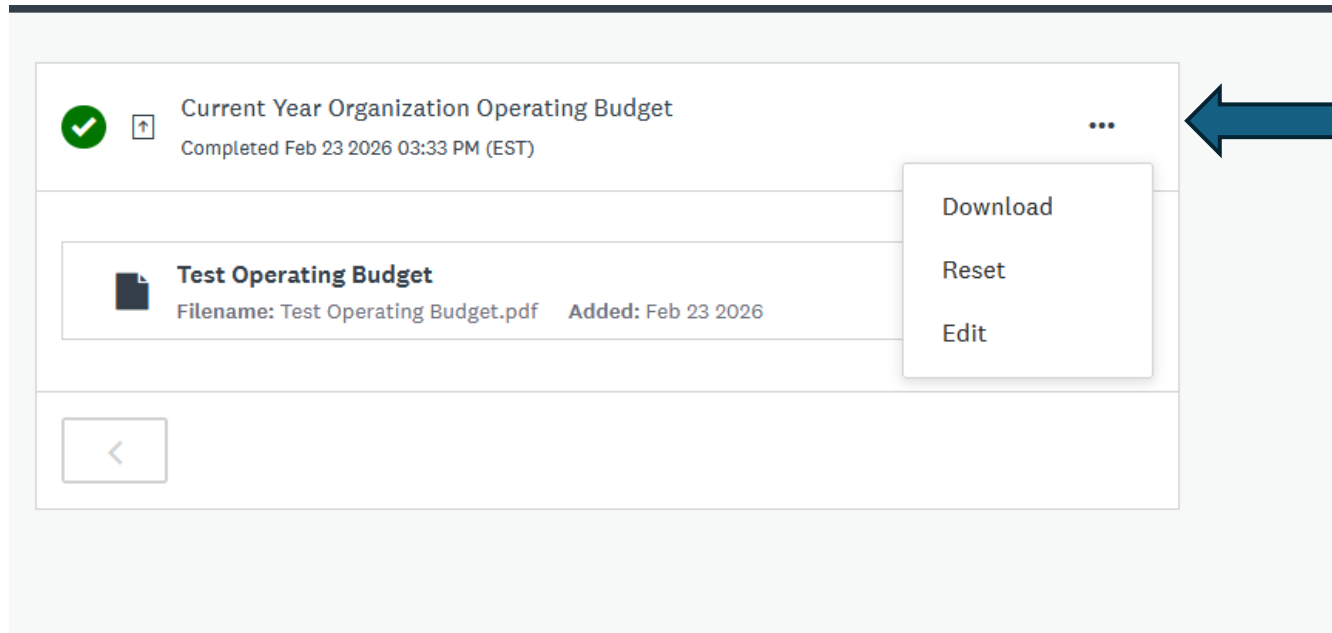 Current Year Organization Operating Budget
Completed Feb 23 2026 03:33 PM (EST)
Download
Reset
Edit
Test Operating Budget
Filename: Test Operating Budget.pdf Added: Feb 23 2026